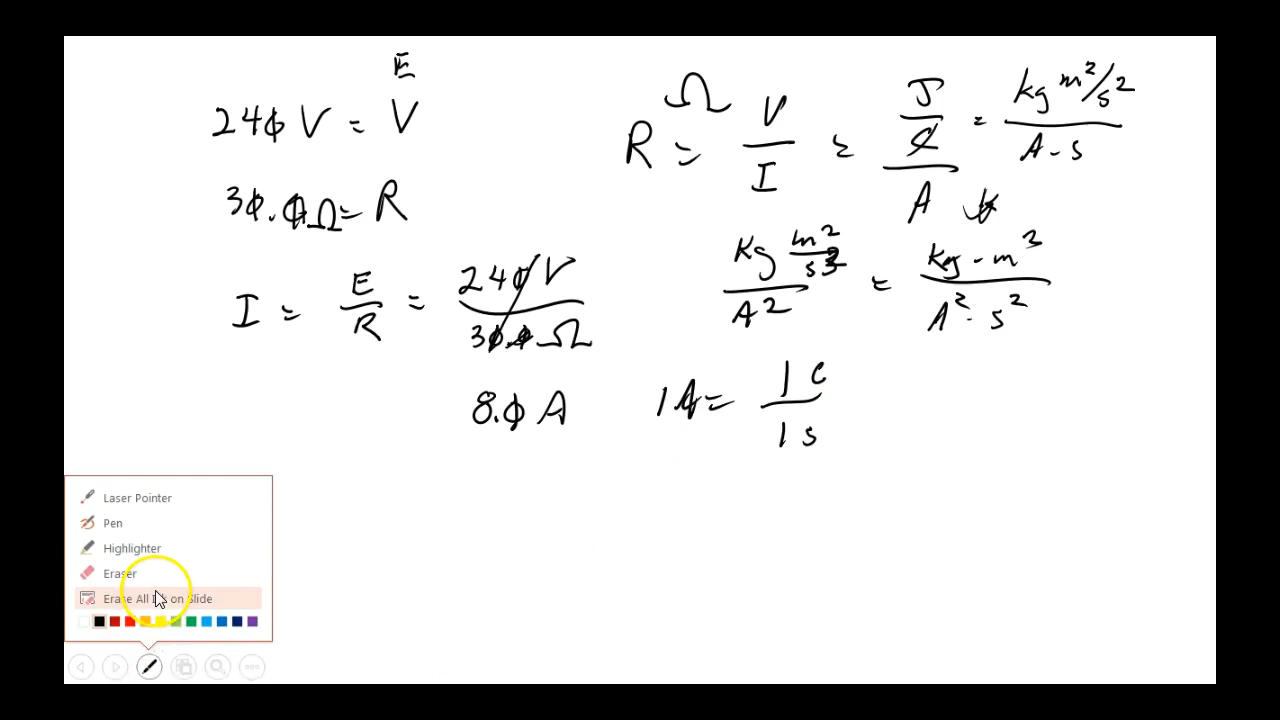 E
240 V = V
30.0 Ω = R
I = E/R = 240 V / 30.0 Ω
8.0 A
Ω
R = V/I = J/C / A = kg m²/s² / A - s
kg m²/s³ / A² = kg - m³ / A² · s²
1 A = 1 C / 1 s
Laser Pointer
Pen
Highlighter
Eraser
Erase All Ink on Slide